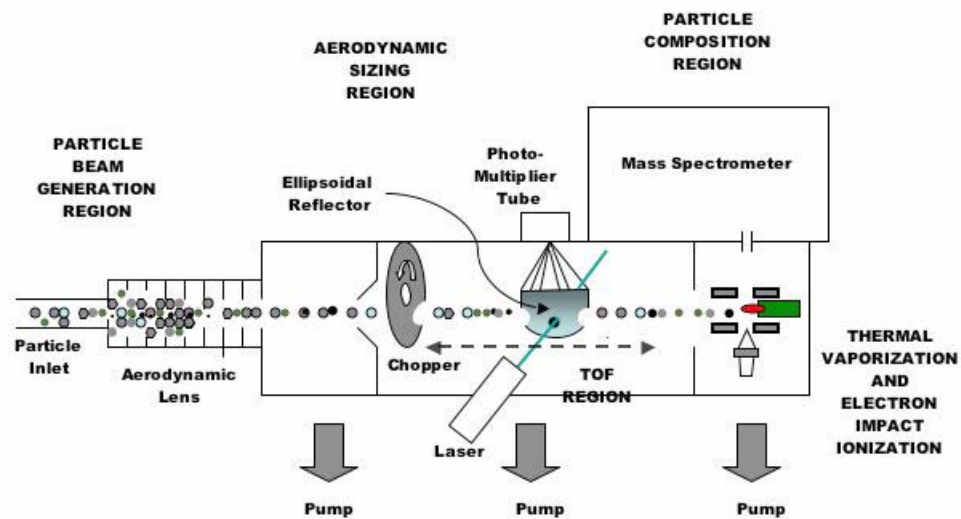 PARTICLE
COMPOSITION
REGION
AERODYNAMIC
SIZING
REGION
PARTICLE
BEAM
GENERATION
REGION
Photo-
Multiplier
Tube
Mass Spectrometer
Ellipsoidal
Reflector
Particle
Inlet
Aerodynamic
Lens
Chopper
TOF
REGION
Laser
THERMAL
VAPORIZATION
AND
ELECTRON
IMPACT
IONIZATION
Pump
Pump
Pump